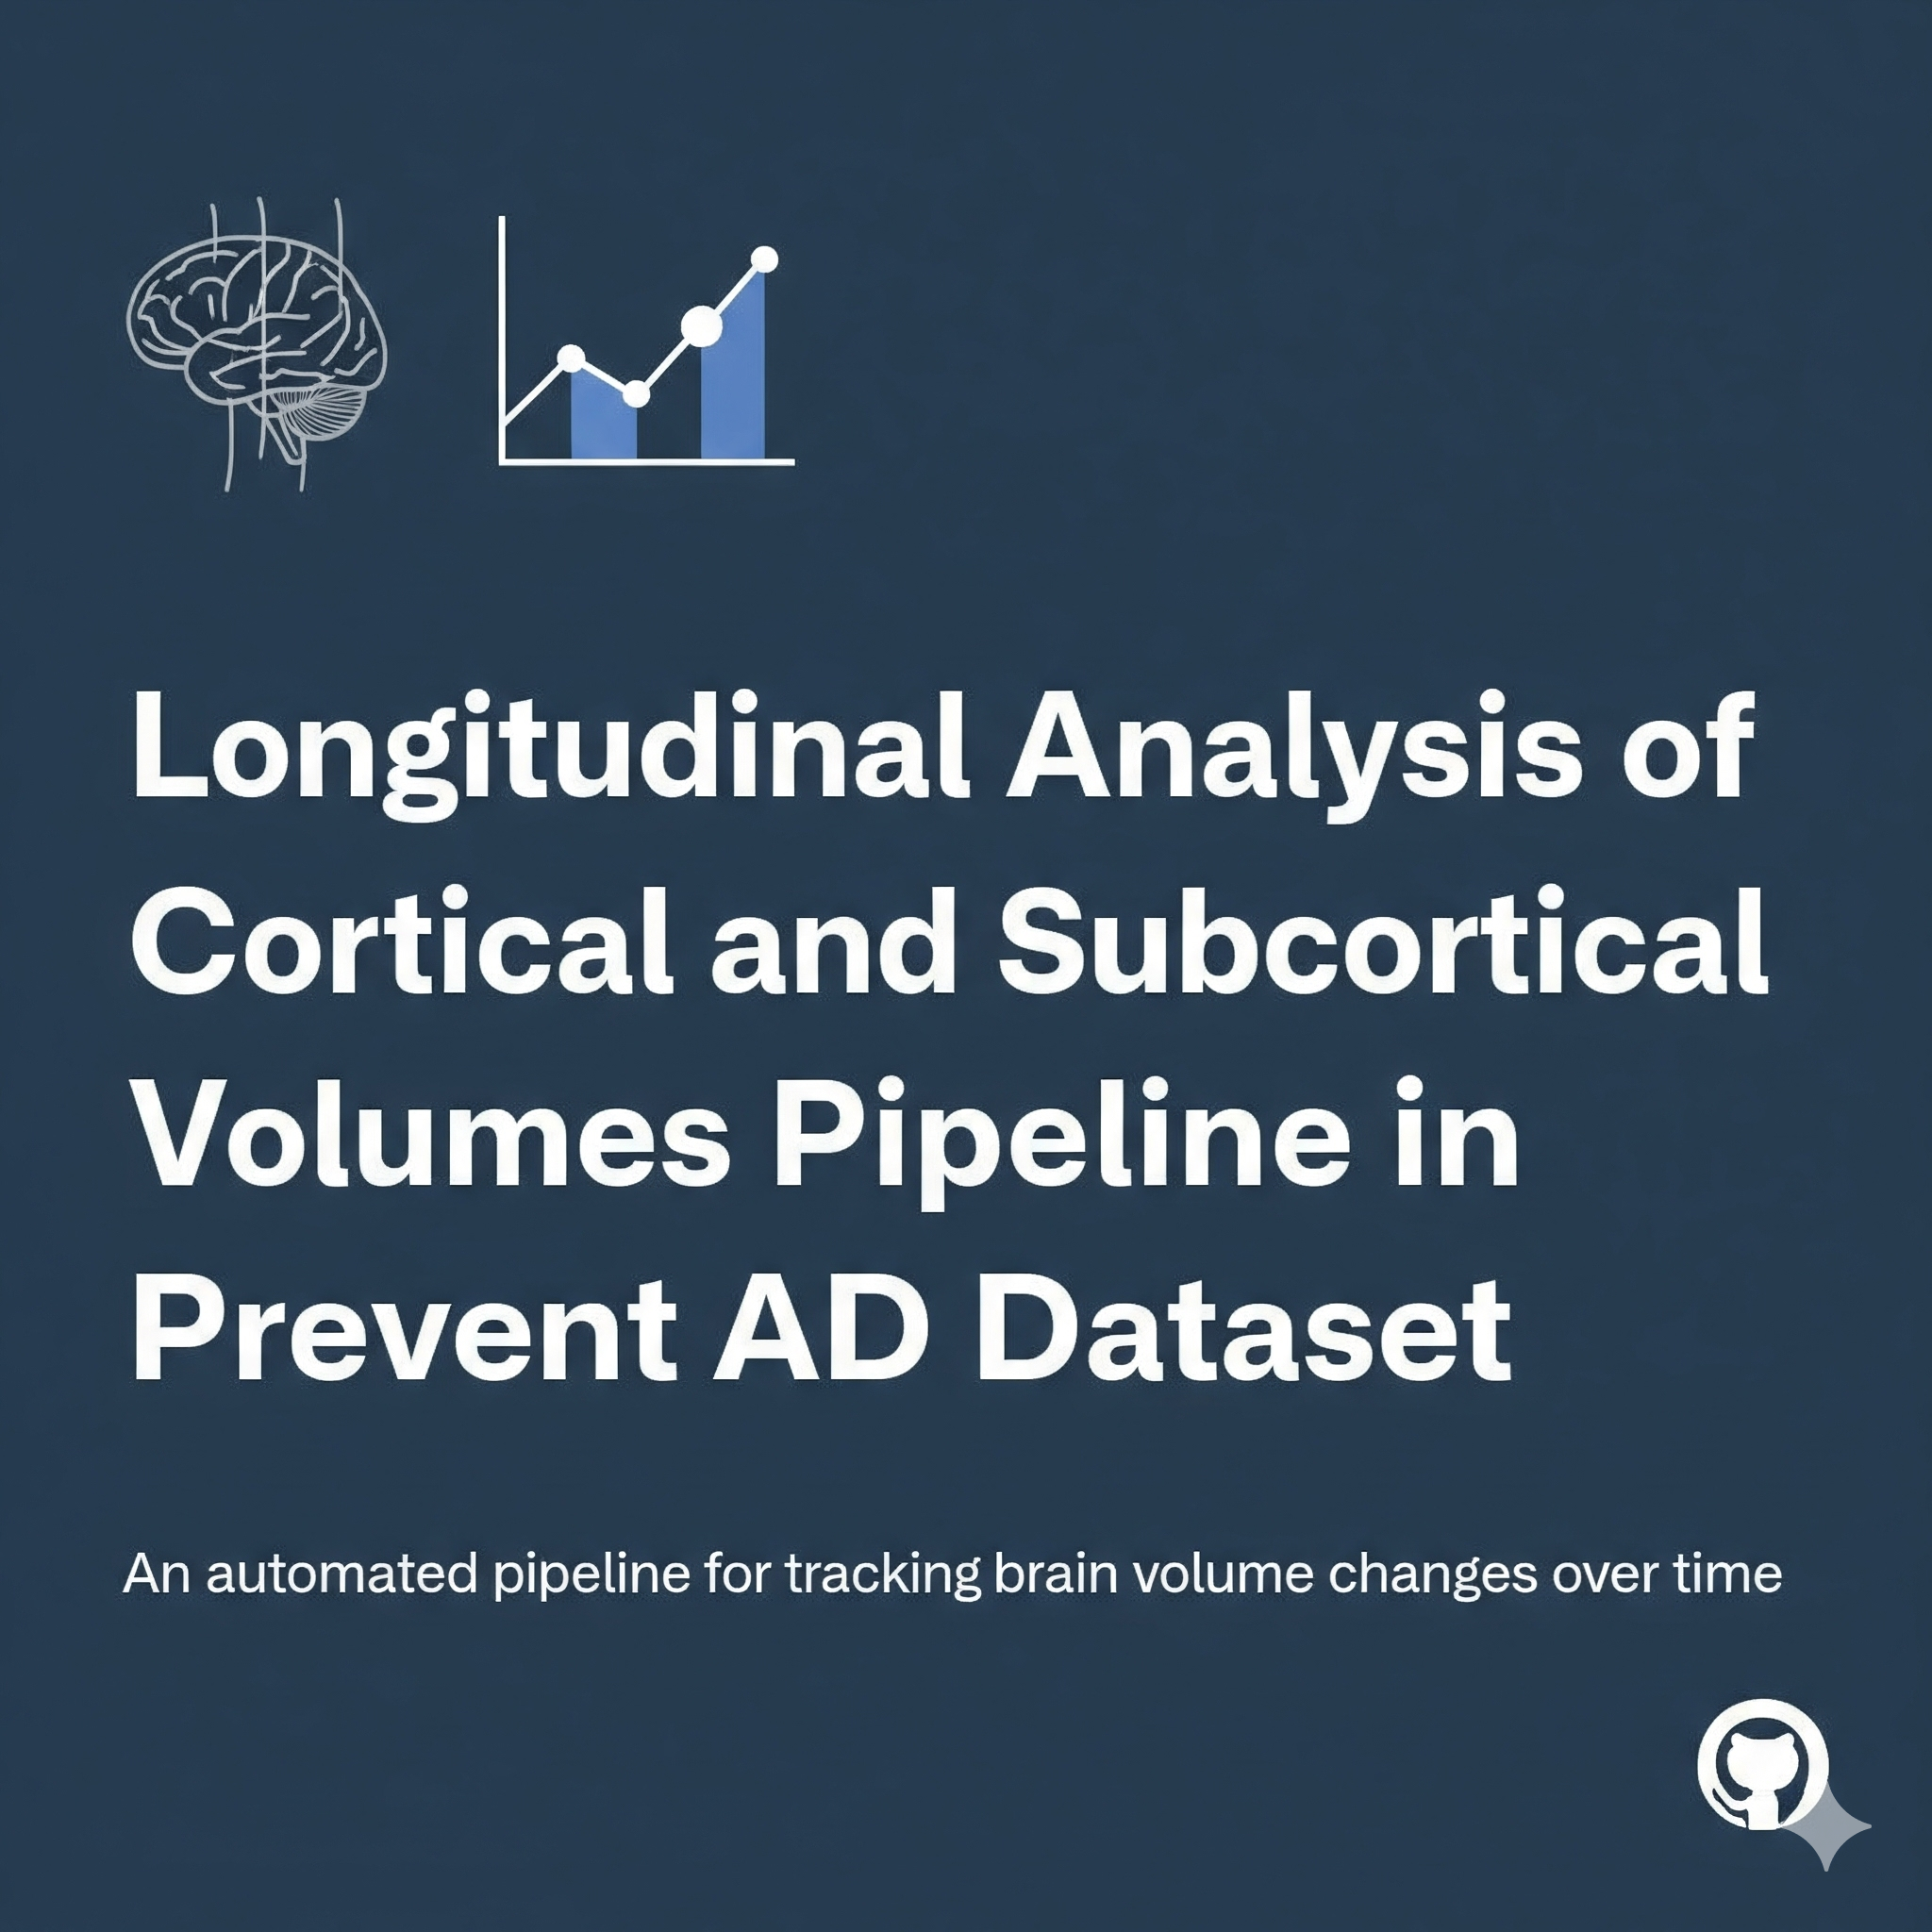 Longitudinal Analysis of
Cortical and Subcortical
Volumes Pipeline in
Prevent AD Dataset
An automated pipeline for tracking brain volume changes over time